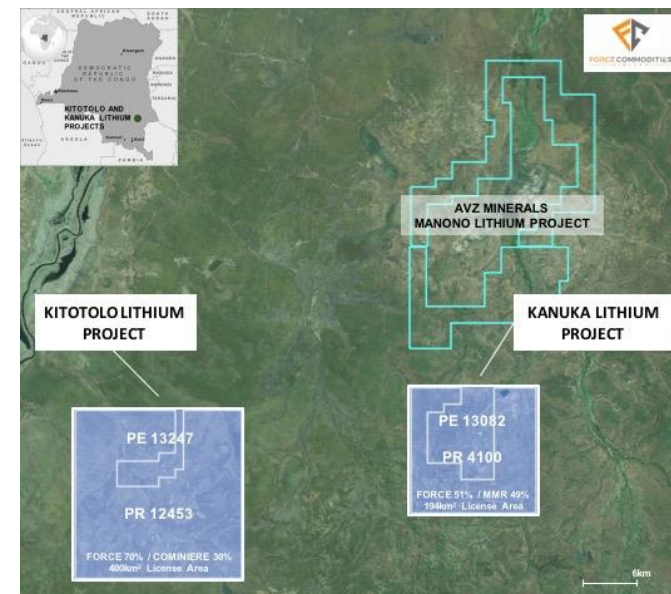 DEMOCRATIC
REPUBLIC
OF THE CONGO
KITOTOLO AND
KANUKA LITHIUM
PROJECTS
ANGOLA
ZAMBIA
FORCE COMMODITIES
AVZ MINERALS
MANONO LITHIUM PROJECT
KITOTOLO LITHIUM
PROJECT
KANUKA LITHIUM
PROJECT
PE 13247
PR 12453
FORCE 70% / COMINIERE 30%
400km² License Area
PE 13082
PR 4100
FORCE 51% / MMR 49%
194km² License Area
6km